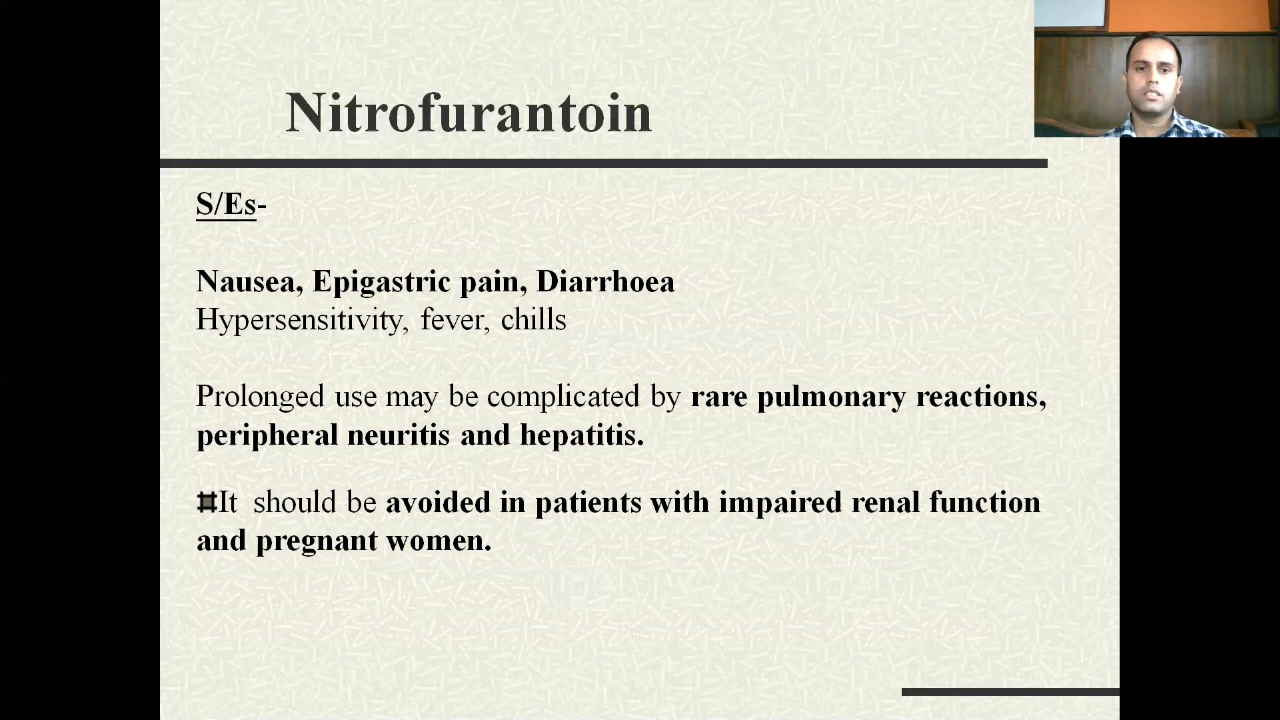 Nitrofurantoin
S/Es-
Nausea, Epigastric pain, Diarrhoea
Hypersensitivity, fever, chills
Prolonged use may be complicated by rare pulmonary reactions,
peripheral neuritis and hepatitis.
It should be avoided in patients with impaired renal function
and pregnant women.